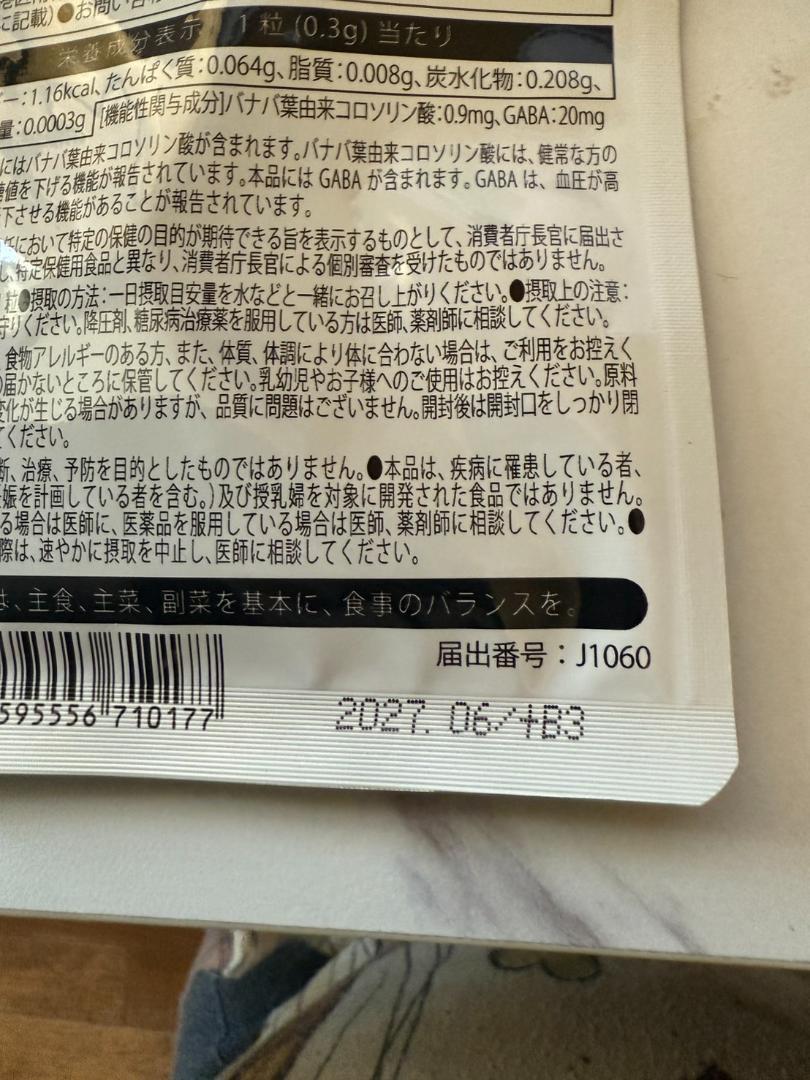 に記載)●お問い合わせ
栄養成分表示 1粒(0.3g)当たり
ー:1.16kcal、たんぱく質:0.064g、脂質:0.008g、炭水化物:0.208g、
量:0.0003g [機能性関与成分]バナバ葉由来コロソリン酸:0.9mg、GABA:20mg
にはバナバ葉由来コロソリン酸が含まれます。バナバ葉由来コロソリン酸には、健常な方の
糖値を下げる機能が報告されています。本品には GABA が含まれます。GABA は、血圧が高
下させる機能があることが報告されています。
において特定の保健の目的が期待できる旨を表示するものとして、消費者庁長官に届出さ
し、特定保健用食品と異なり、消費者庁長官による個別審査を受けたものではありません。
粒●摂取の方法:一日摂取目安量を水などと一緒にお召し上がりください。●摂取上の注意:
守りください。降圧剤、糖尿病治療薬を服用している方は医師、薬剤師に相談してください。
食物アレルギーのある方、また、体質、体調により体に合わない場合は、ご利用をお控えく
の届かないところに保管してください。乳幼児やお子様へのご使用はお控えください。原料
変化が生じる場合がありますが、品質に問題はございません。開封後は開封口をしっかり閉
てください。
断、治療、予防を目的としたものではありません。●本品は、疾病に罹患している者、
妊娠を計画している者を含む。)及び授乳婦を対象に開発された食品ではありません。
る場合は医師に、医薬品を服用している場合は医師、薬剤師に相談してください。●
際は、速やかに摂取を中止し、医師に相談してください。
は、主食、主菜、副菜を基本に、食事のバランスを。
届出番号:J1060
595556 710177
2027. 06/+B3